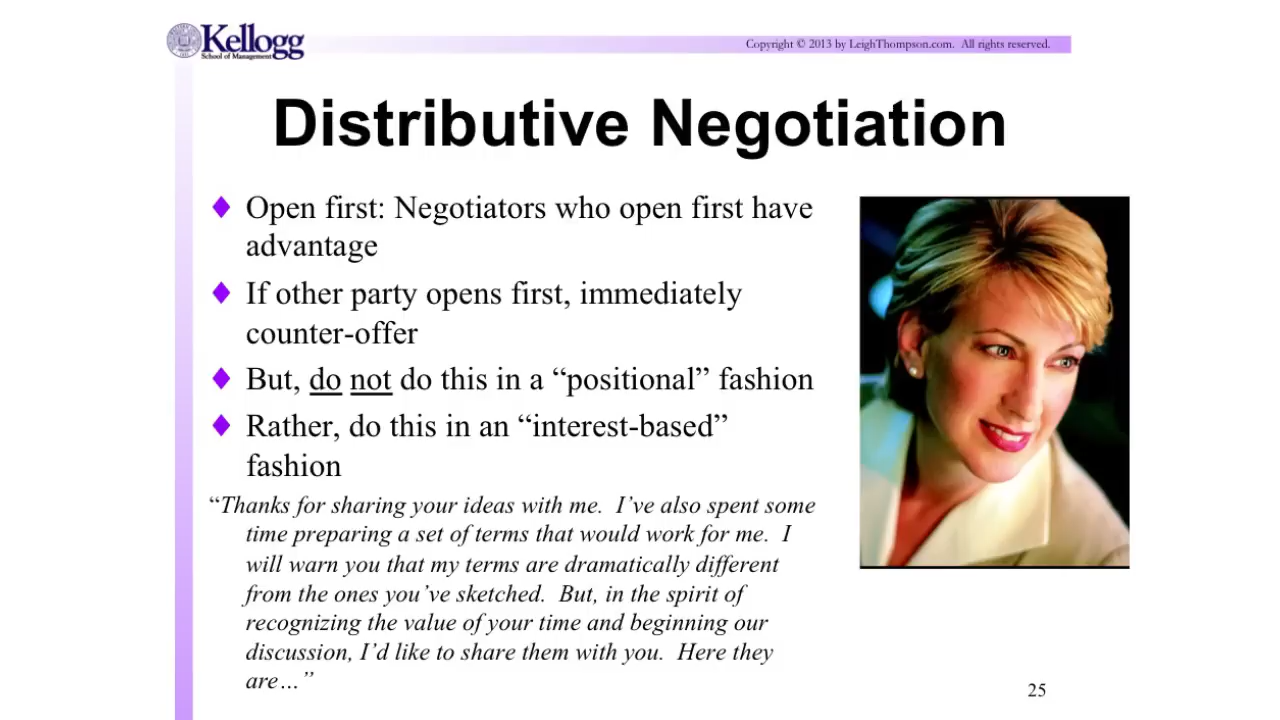 Kellogg
School of Management
Copyright © 2013 by LeighThompson.com. All rights reserved.
Distributive Negotiation
Open first: Negotiators who open first have
advantage
If other party opens first, immediately
counter-offer
But, do not do this in a “positional” fashion
Rather, do this in an “interest-based”
fashion
“Thanks for sharing your ideas with me. I’ve also spent some
time preparing a set of terms that would work for me. I
will warn you that my terms are dramatically different
from the ones you’ve sketched. But, in the spirit of
recognizing the value of your time and beginning our
discussion, I’d like to share them with you. Here they
are…”
25